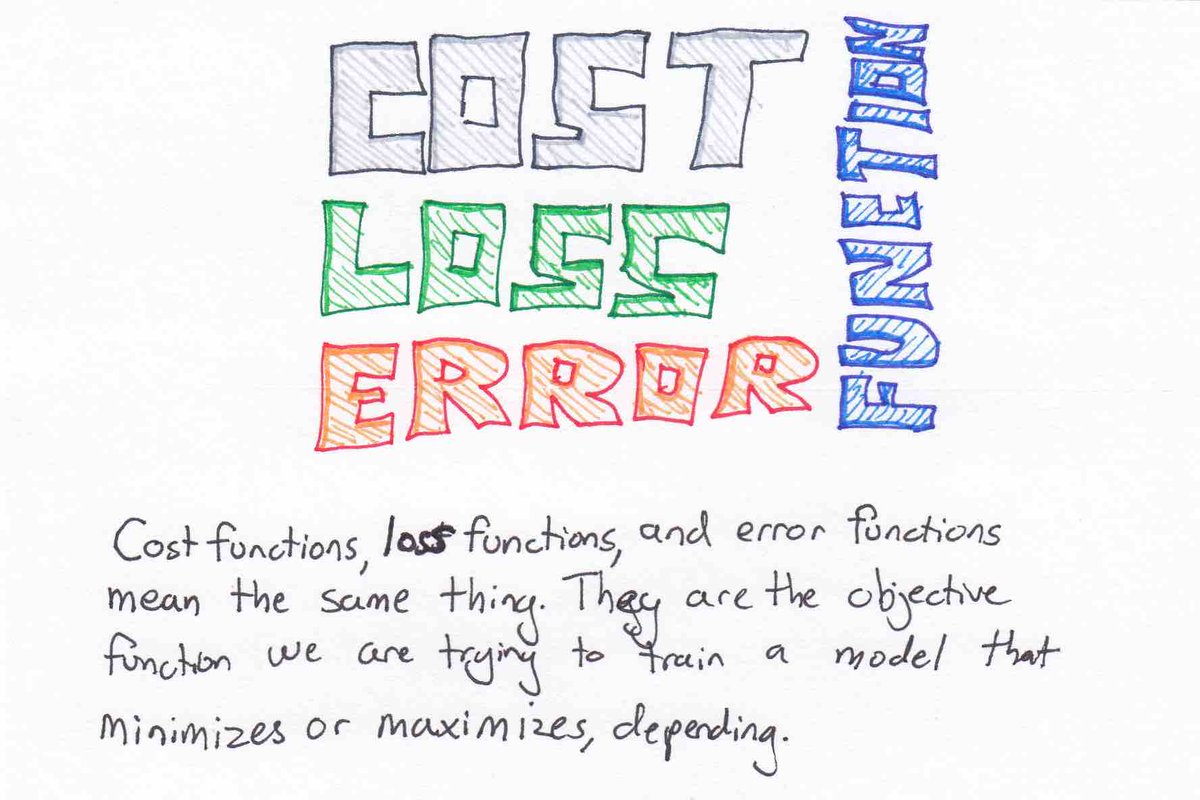 COST
LOSS
ERROR
FUNCTION
Cost functions, loss functions, and error functions
mean the same thing. They are the objective
function we are trying to train a model that
minimizes or maximizes, depending.